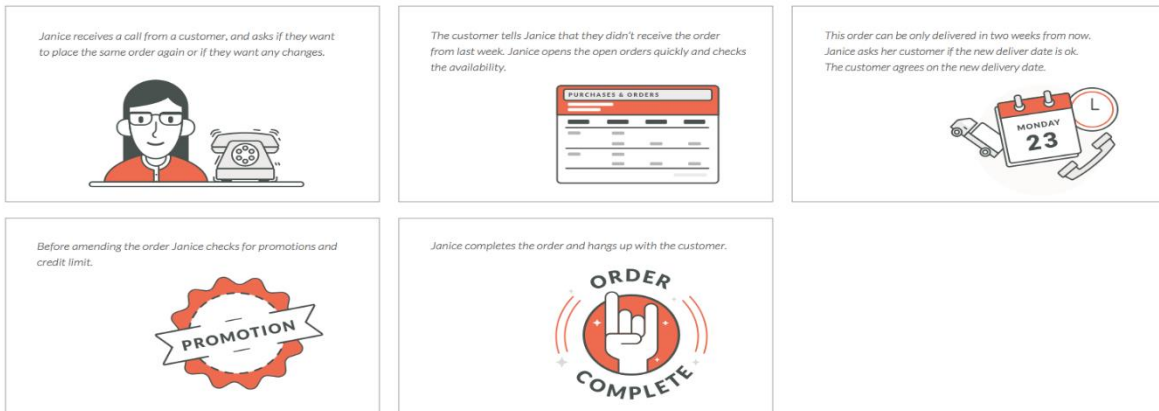 Janice receives a call from a customer, and asks if they want
to place the same order again or if they want any changes.
The customer tells Janice that they didn't receive the order
from last week. Janice opens the open orders quickly and checks
the availability.
PURCHASES & ORDERS
This order can be only delivered in two weeks from now.
Janice asks her customer if the new deliver date is ok.
The customer agrees on the new delivery date.
MONDAY
23
Before amending the order Janice checks for promotions and
credit limit.
PROMOTION
Janice completes the order and hangs up with the customer.
ORDER
COMPLETE